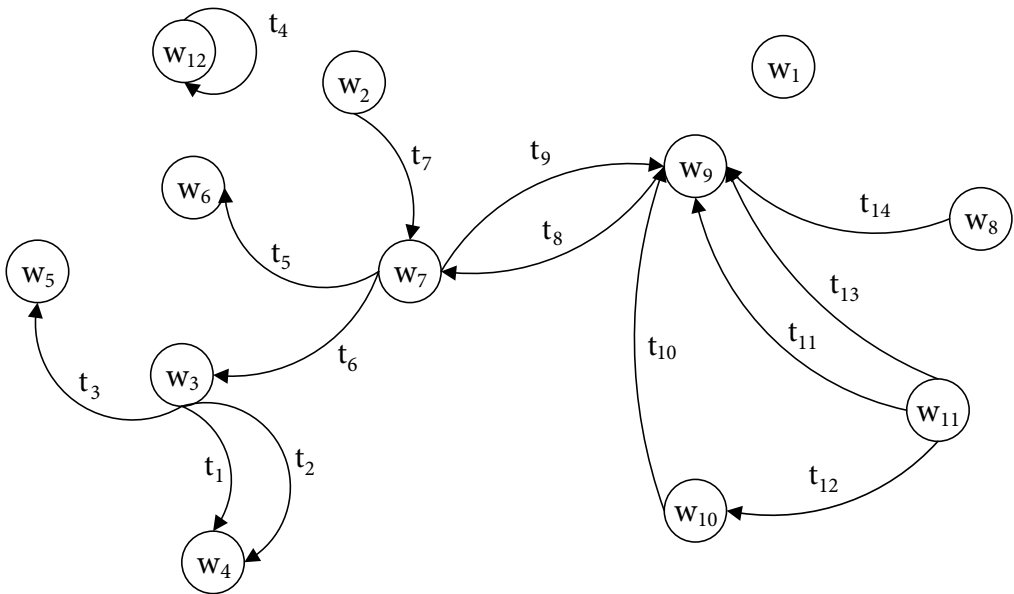 t₄
w₁₂
w₂
w₁
t₇
t₉
w₉
w₆
t₁₄
w₈
t₈
t₅
w₅
w₇
t₁₃
t₁₁
t₁₀
t₆
w₃
t₃
w₁₁
t₁
t₂
t₁₂
w₁₀
w₄